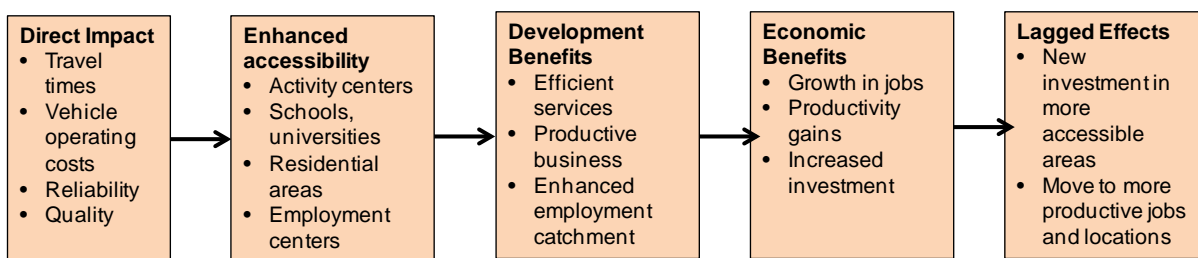 Direct Impact
• Travel
times
• Vehicle
operating
costs
• Reliability
• Quality
Enhanced
accessibility
• Activity centers
• Schools,
universities
• Residential
areas
• Employment
centers
Development
Benefits
• Efficient
services
• Productive
business
• Enhanced
employment
catchment
Economic
Benefits
• Growth in jobs
• Productivity
gains
• Increased
investment
Lagged Effects
• New
investment in
more
accessible
areas
• Move to more
productive jobs
and locations